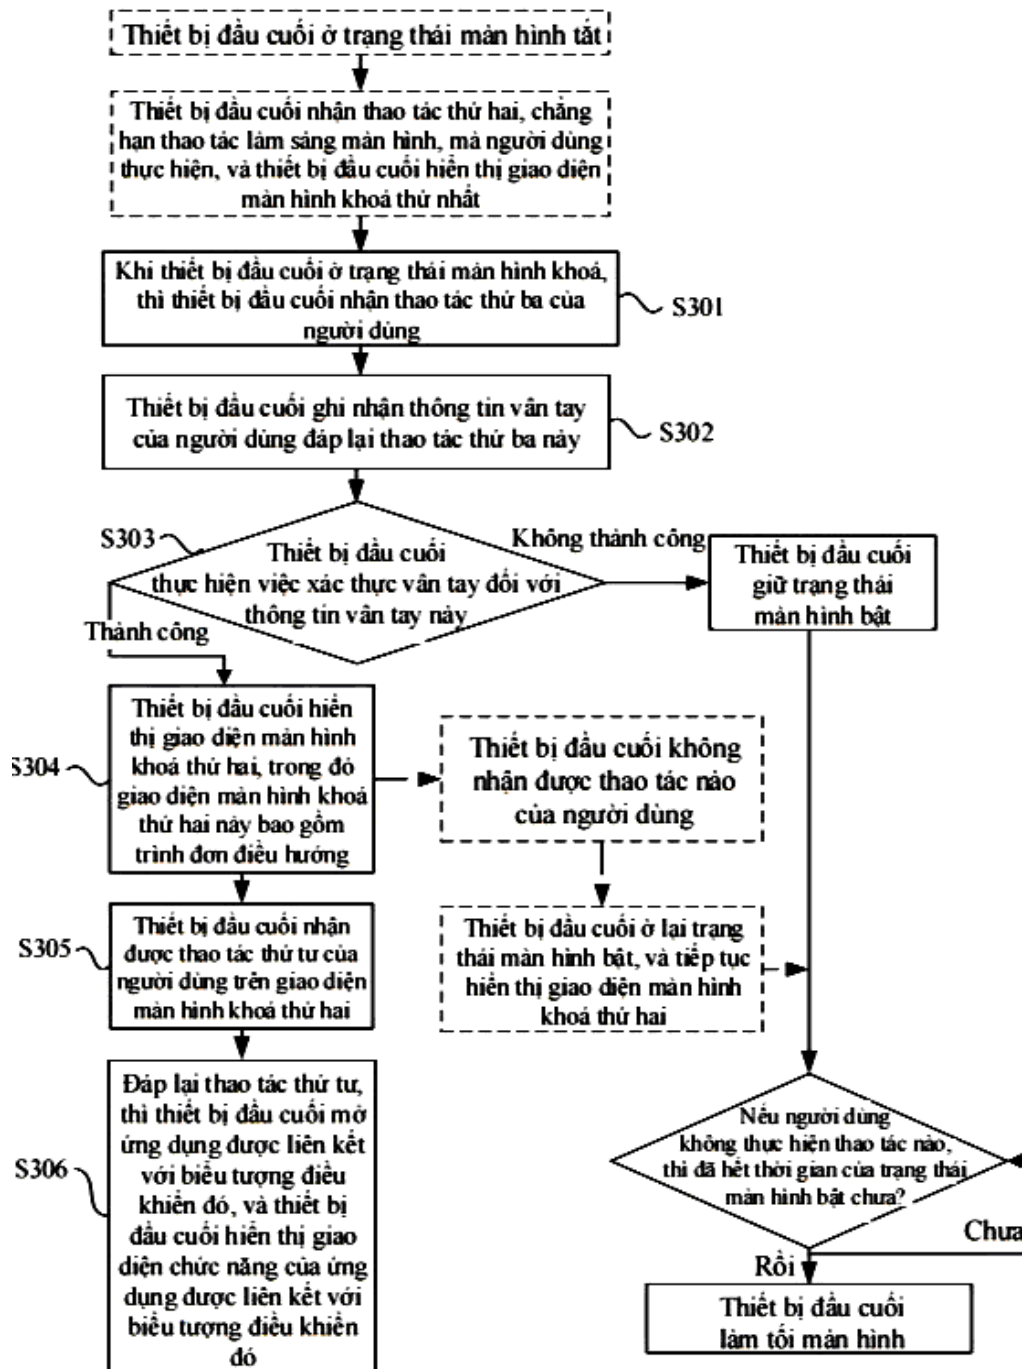 Thiết bị đầu cuối ở trạng thái màn hình tắt
Thiết bị đầu cuối nhận thao tác thứ hai, chẳng
hạn thao tác làm sáng màn hình, mà người dùng
thực hiện, và thiết bị đầu cuối hiển thị giao diện
màn hình khoá thứ nhất
Khi thiết bị đầu cuối ở trạng thái màn hình khoá,
thì thiết bị đầu cuối nhận thao tác thứ ba của
người dùng
S301
Thiết bị đầu cuối ghi nhận thông tin vân tay
của người dùng đáp lại thao tác thứ ba này
S302
S303
Thiết bị đầu cuối
thực hiện việc xác thực vân tay đối với
thông tin vân tay này
Không thành công
Thiết bị đầu cuối
giữ trạng thái
màn hình bật
Thành công
Thiết bị đầu cuối hiển
thị giao diện màn hình
khoá thứ hai, trong đó
giao diện màn hình khoá
thứ hai này bao gồm
trình đơn điều hướng
S304
Thiết bị đầu cuối không
nhận được thao tác nào
của người dùng
Thiết bị đầu cuối nhận
được thao tác thứ tư của
người dùng trên giao diện
màn hình khoá thứ hai
S305
Thiết bị đầu cuối ở lại trạng
thái màn hình bật, và tiếp tục
hiển thị giao diện màn hình
khoá thứ hai
Đáp lại thao tác thứ tư,
thì thiết bị đầu cuối mở
ứng dụng được liên kết
với biểu tượng điều
khiển đó, và thiết bị
đầu cuối hiển thị giao
diện chức năng của ứng
dụng được liên kết với
biểu tượng điều khiển
đó
S306
Nếu người dùng
không thực hiện thao tác nào,
thì đã hết thời gian của trạng thái
màn hình bật chưa?
Chưa
Rồi
Thiết bị đầu cuối
làm tối màn hình